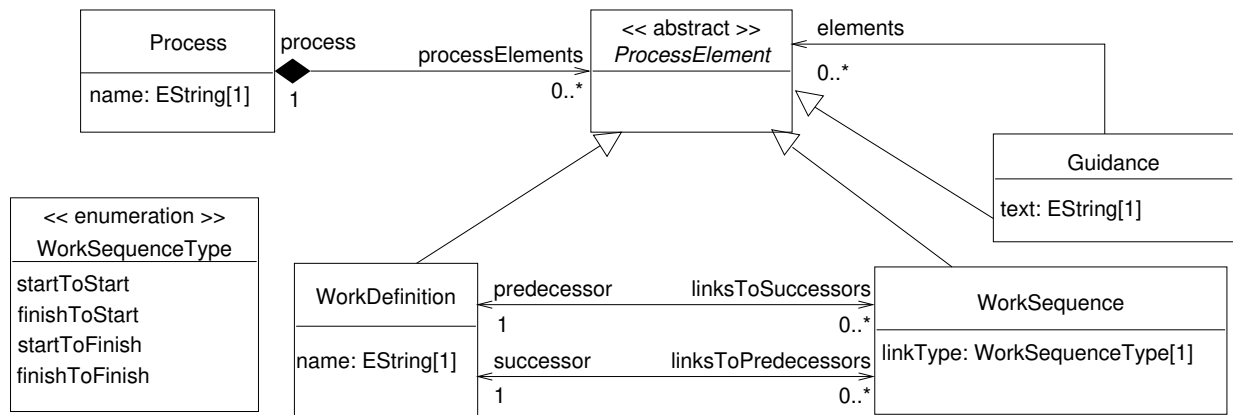 Process
name: EString[1]
process
1
processElements
0..*
<< abstract >>
ProcessElement
elements
0..*
Guidance
text: EString[1]
<< enumeration >>
WorkSequenceType
startToStart
finishToStart
startToFinish
finishToFinish
WorkDefinition
name: EString[1]
predecessor
1
linksToSuccessors
0..*
successor
1
linksToPredecessors
0..*
WorkSequence
linkType: WorkSequenceType[1]